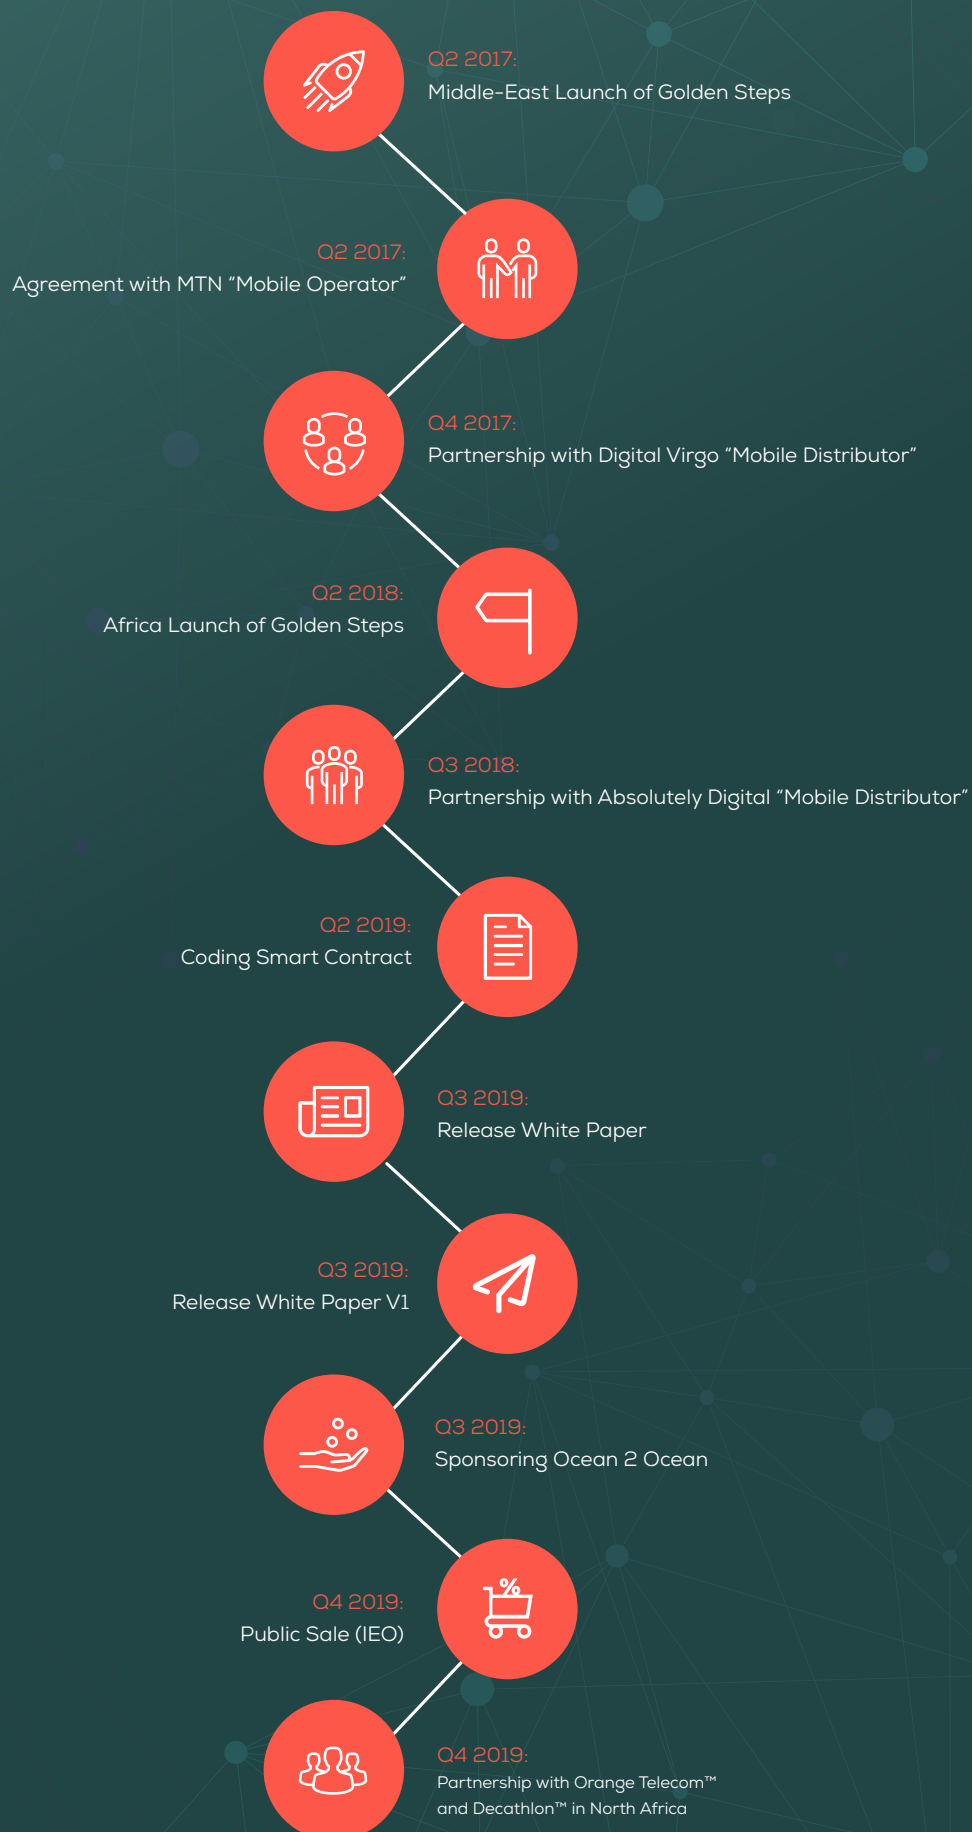 Q2 2017:
Middle-East Launch of Golden Steps
Q2 2017:
Agreement with MTN “Mobile Operator”
Q4 2017:
Partnership with Digital Virgo “Mobile Distributor”
Q2 2018:
Africa Launch of Golden Steps
Q3 2018:
Partnership with Absolutely Digital “Mobile Distributor”
Q2 2019:
Coding Smart Contract
Q3 2019:
Release White Paper
Q3 2019:
Release White Paper V1
Q3 2019:
Sponsoring Ocean 2 Ocean
%
Q4 2019:
Public Sale (IEO)
Q4 2019:
Partnership with Orange Telecom™
and Decathlon™ in North Africa